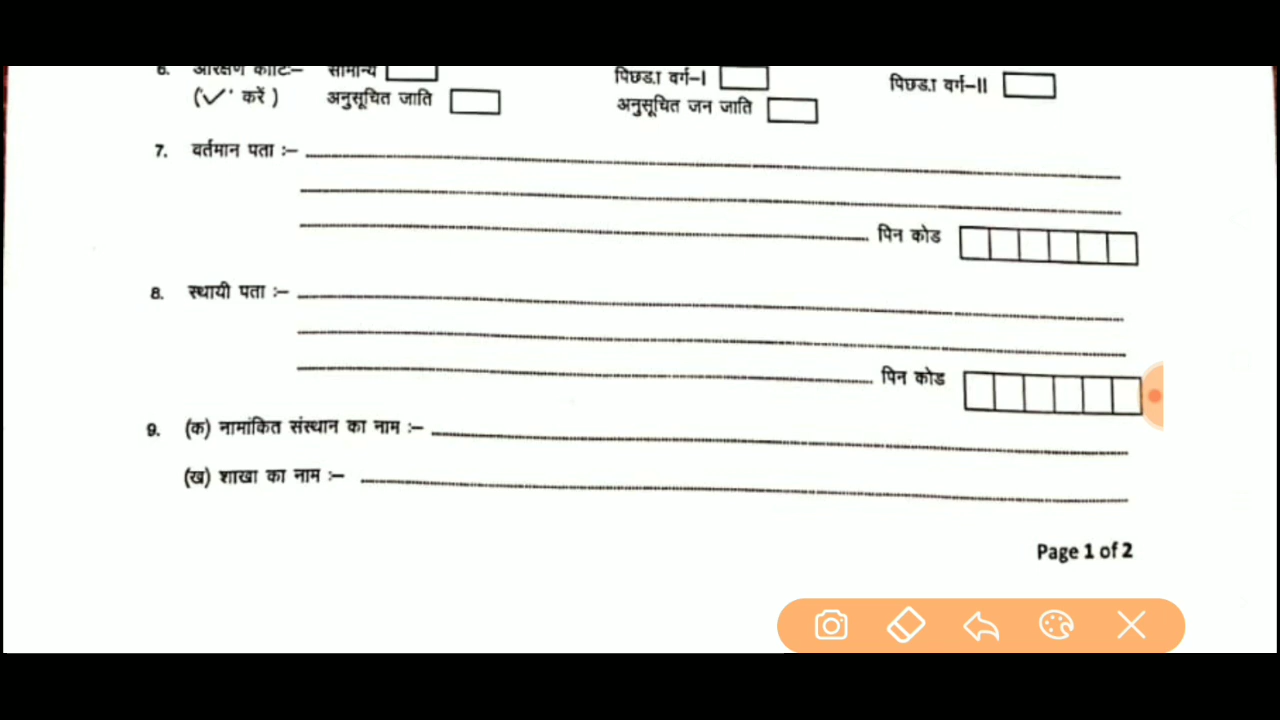 6. आरक्षण कोटि:– सामान्य पिछड.ा वर्ग–I पिछड.ा वर्ग–II
('✓' करें ) अनुसूचित जाति अनुसूचित जन जाति
7. वर्तमान पता :–
पिन कोड
8. स्थायी पता :–
पिन कोड
9. (क) नामांकित संस्थान का नाम :–
(ख) शाखा का नाम :–
Page 1 of 2